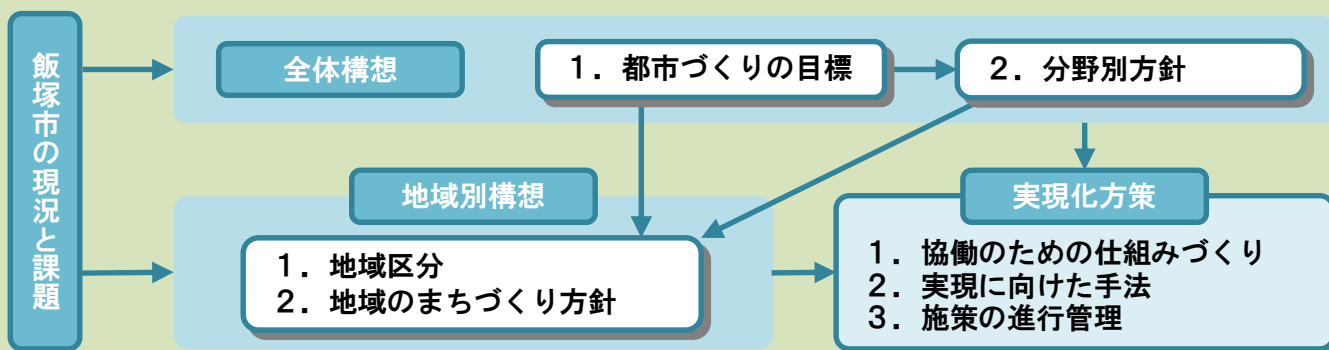 飯塚市の現況と課題
全体構想
1．都市づくりの目標
2．分野別方針
地域別構想
1．地域区分
2．地域のまちづくり方針
実現化方策
1．協働のための仕組みづくり
2．実現に向けた手法
3．施策の進行管理